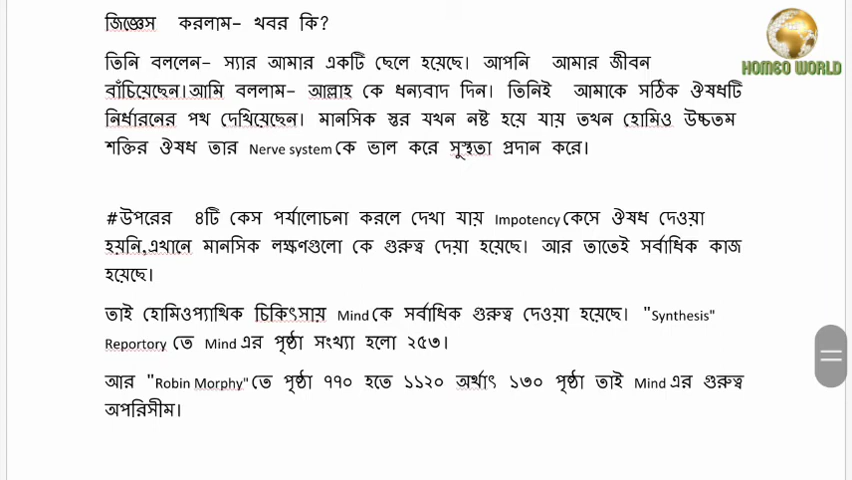 জিজ্ঞেস করলাম- খবর কি?
HOMEO WORLD
তিনি বললেন- স্যার আমার একটি ছেলে হয়েছে। আপনি আমার জীবন
বাঁচিয়েছেন।আমি বললাম- আল্লাহ কে ধন্যবাদ দিন। তিনিই আমাকে সঠিক ঔষধটি
নির্ধারনের পথ দেখিয়েছেন। মানসিক স্তর যখন নষ্ট হয়ে যায় তখন হোমিও উচ্চতম
শক্তির ঔষধ তার Nerve system কে ভাল করে সুস্থতা প্রদান করে।
#উপরের ৪টি কেস পর্যালোচনা করলে দেখা যায় Impotency কেসে ঔষধ দেওয়া
হয়নি,এখানে মানসিক লক্ষণগুলো কে গুরুত্ব দেয়া হয়েছে। আর তাতেই সর্বাধিক কাজ
হয়েছে।
তাই হোমিওপ্যাথিক চিকিৎসায় Mind কে সর্বাধিক গুরুত্ব দেওয়া হয়েছে। "Synthesis"
Reportory তে Mind এর পৃষ্ঠা সংখ্যা হলো ২৫৩।
আর "Robin Morphy" তে পৃষ্ঠা ৭৭০ হতে ১১২০ অর্থাৎ ১৩০ পৃষ্ঠা তাই Mind এর গুরুত্ব
অপরিসীম।